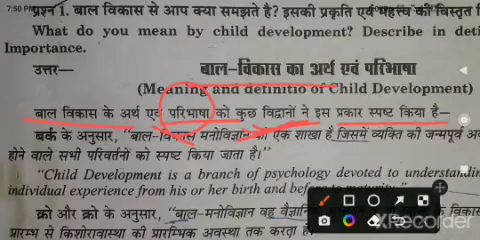 7:58 PM
प्रश्न 1. बाल विकास से आप क्या समझते हैं? इसकी प्रकृति एवं महत्त्व की विस्तृत
What do you mean by child development? Describe in deta
Importance.
उत्तर—
बाल-विकास का अर्थ एवं परिभाषा
(Meaning and definitio of Child Development)
बाल विकास के अर्थ एवं परिभाषा को कुछ विद्वानों ने इस प्रकार स्पष्ट किया है—
बर्क के अनुसार, "बाल-विकास मनोविज्ञान की एक शाखा है जिसमें व्यक्ति की जन्मपूर्व
होने वाले सभी परिवर्तनों को स्पष्ट किया जाता है।"
"Child Development is a branch of psychology devoted to understandin
individual experience from his or her birth and maturity."
क्रो और क्रो के अनुसार, "बाल-मनोविज्ञान वह
प्रारम्भ से किशोरावस्था की प्रारम्भिक अवस्था तक करता है।
XRecorder